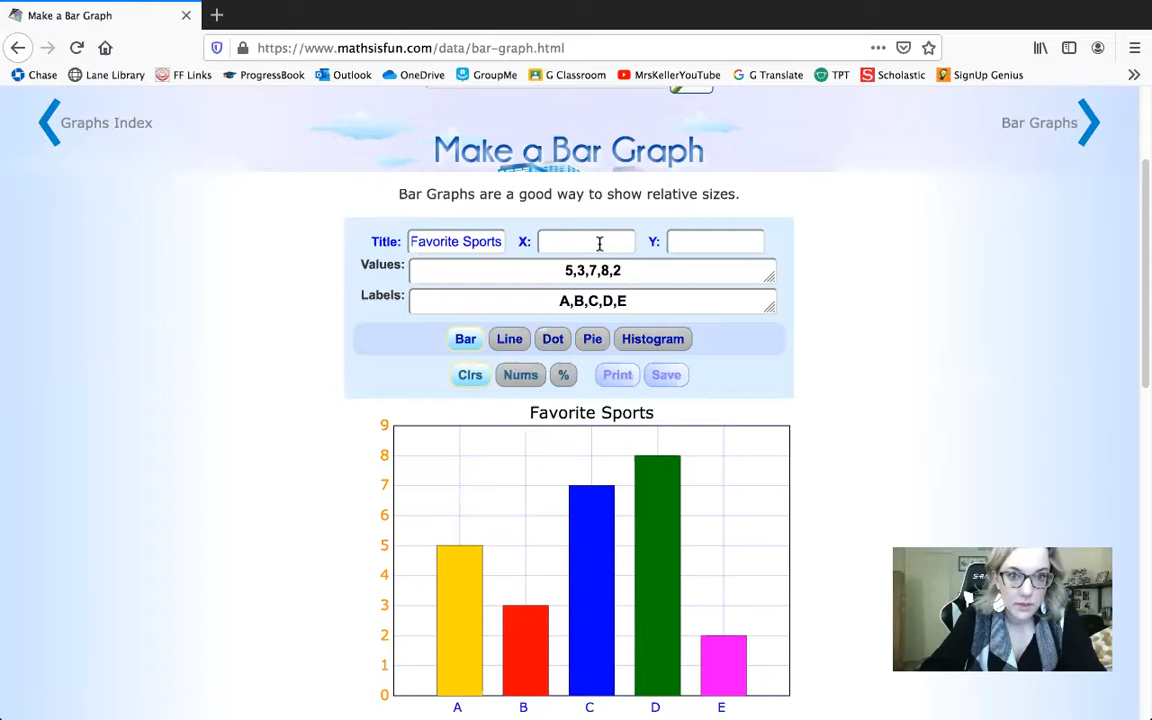 Make a Bar Graph
https://www.mathsisfun.com/data/bar-graph.html
Chase Lane Library FF Links ProgressBook Outlook OneDrive GroupMe G Classroom MrsKellerYouTube G Translate TPT Scholastic SignUp Genius
Graphs Index
Bar Graphs
Make a Bar Graph
Bar Graphs are a good way to show relative sizes.
Title: Favorite Sports X: Y:
Values: 5,3,7,8,2
Labels: A,B,C,D,E
Bar Line Dot Pie Histogram
Clrs Nums % Print Save
Favorite Sports
9
8
7
6
5
4
3
2
1
0
A B C D E